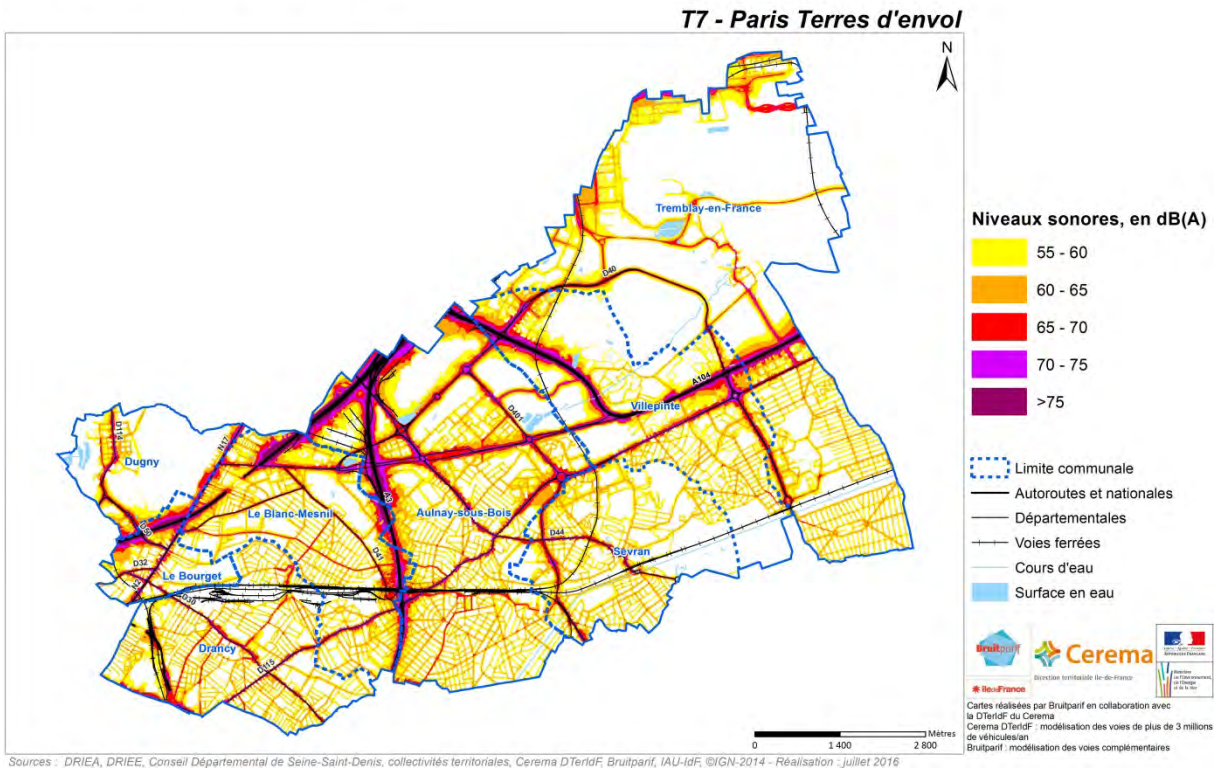 T7 - Paris Terres d'envol
N
Tremblay-en-France
D40
A104
Villepinte
D401
D114
N17
Dugny
A3
Le Blanc-Mesnil
Aulnay-sous-Bois
D50
D41
D44
Sevran
D32
Le Bourget
N2
D30
Drancy
D115
Mètres
0 1 400 2 800
Niveaux sonores, en dB(A)
55 - 60
60 - 65
65 - 70
70 - 75
>75
Limite communale
Autoroutes et nationales
Départementales
Voies ferrées
Cours d'eau
Surface en eau
Bruitparif
îledeFrance
Cerema
Direction territoriale Ile-de-France
Cartes réalisées par Bruitparif en collaboration avec
la DTerIdF du Cerema
Cerema DTerIdF : modélisation des voies de plus de 3 millions
de véhicules/an
Bruitparif : modélisation des voies complémentaires
Sources : DRIEA, DRIEE, Conseil Départemental de Seine-Saint-Denis, collectivités territoriales, Cerema DTerIdF, Bruitparif, IAU-IdF, ©IGN-2014 - Réalisation : juillet 2016